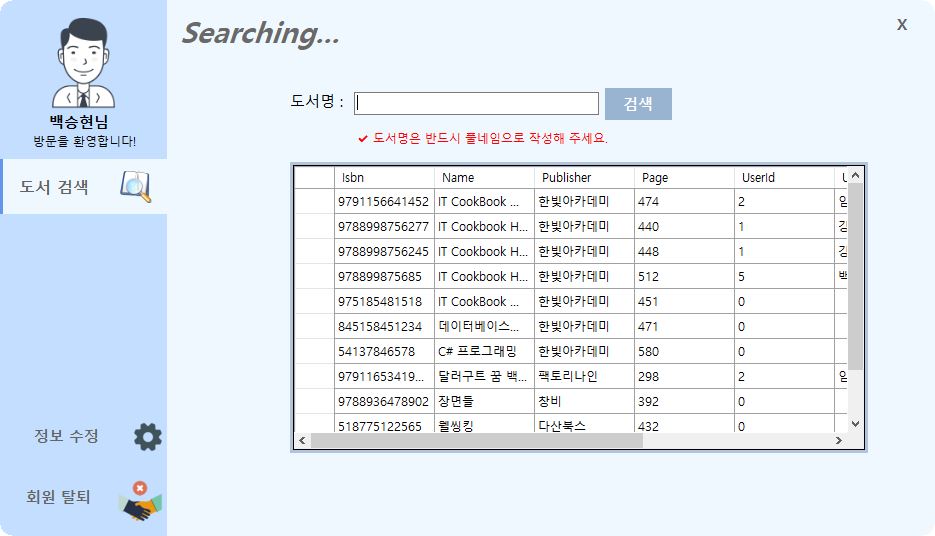 Searching...
X
백승현님
방문을 환영합니다!
도서 검색
정보 수정
회원 탈퇴
도서명 :
검색
✔ 도서명은 반드시 풀네임으로 작성해 주세요.
Isbn Name Publisher Page UserId
9791156641452 IT CookBook ... 한빛아카데미 474 2
9788998756277 IT Cookbook H... 한빛아카데미 440 1
9788998756245 IT Cookbook H... 한빛아카데미 448 1
978899875685 IT Cookbook H... 한빛아카데미 512 5
975185481518 IT CookBook ... 한빛아카데미 451 0
845158451234 데이터베이스... 한빛아카데미 471 0
54137846578 C# 프로그래밍 한빛아카데미 580 0
97911653419... 달러구트 꿈 백... 팩토리나인 298 2
9788936478902 장면들 창비 392 0
518775122565 웰씽킹 다산북스 432 0